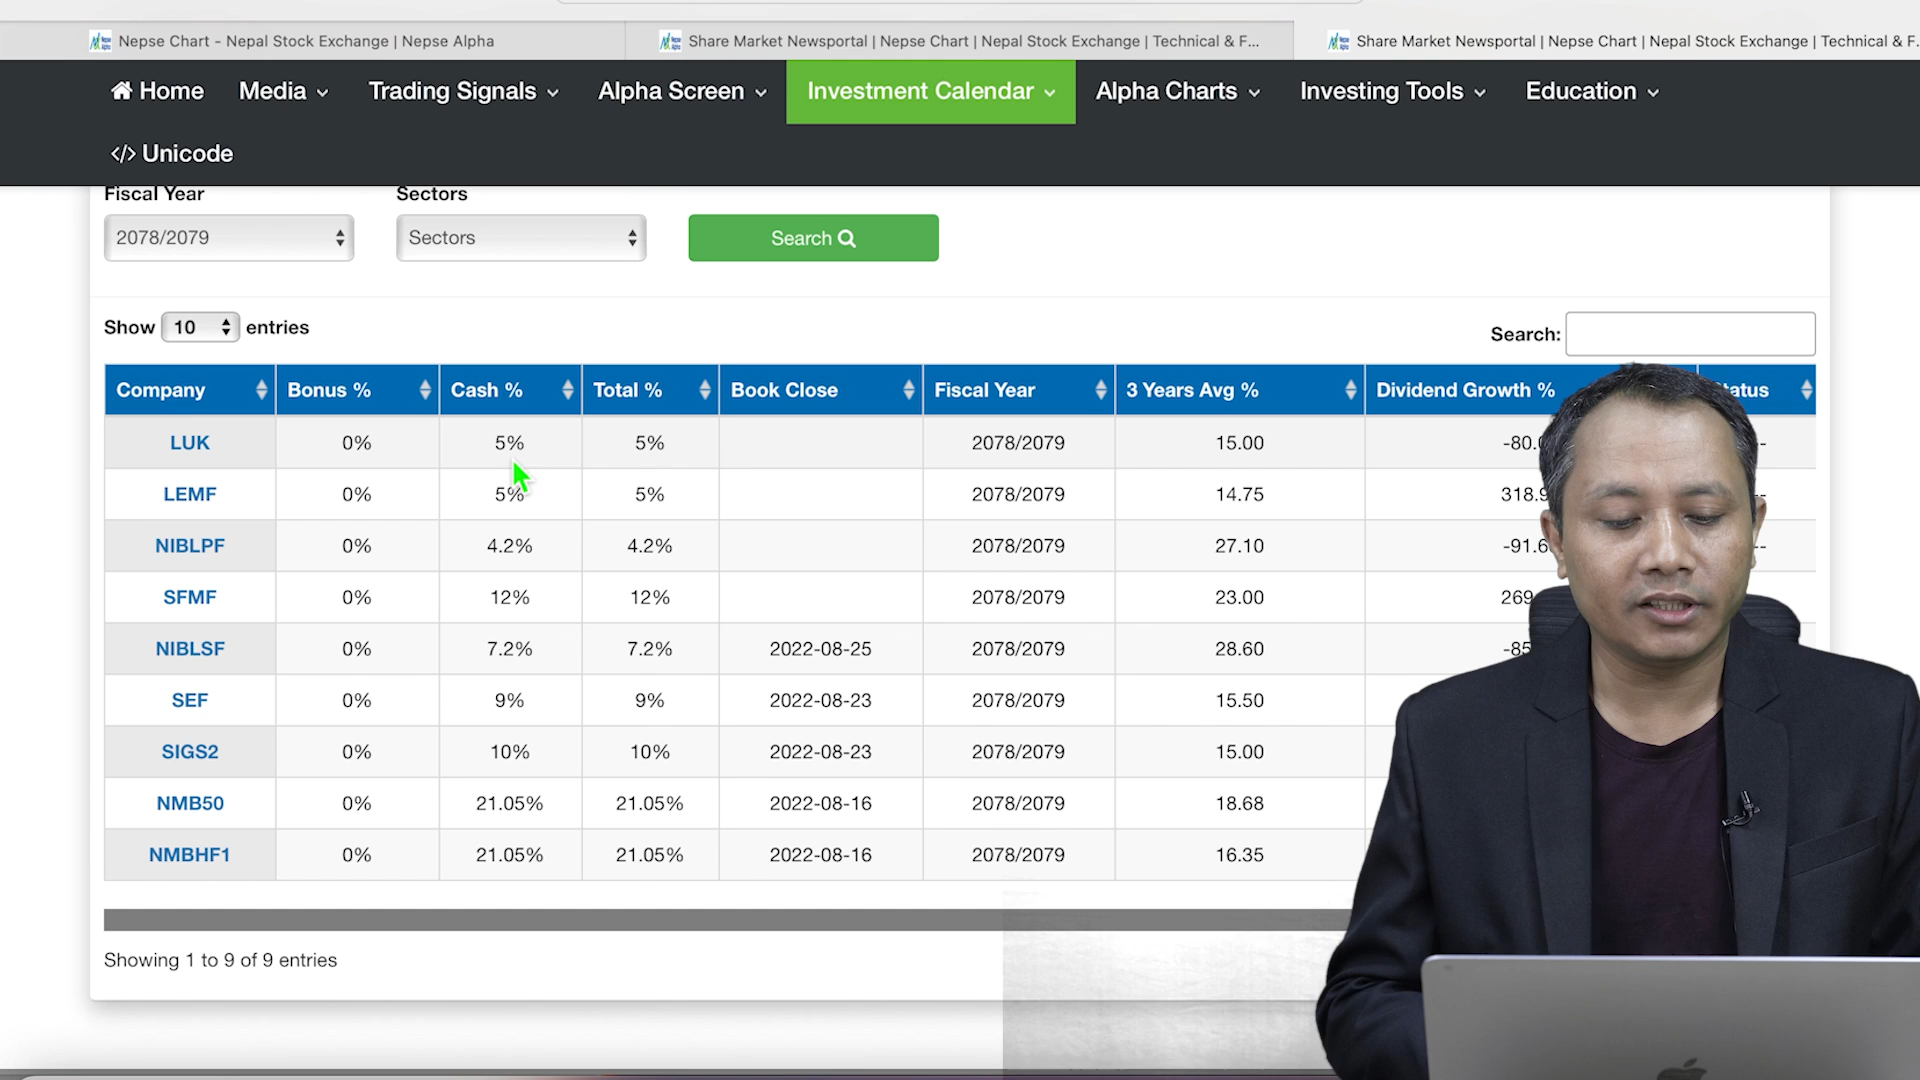 Nepse Chart - Nepal Stock Exchange | Nepse Alpha
Share Market Newsportal | Nepse Chart | Nepal Stock Exchange | Technical & F...
Share Market Newsportal | Nepse Chart | Nepal Stock Exchange | Technical & F.
Home Media Trading Signals Alpha Screen Investment Calendar Alpha Charts Investing Tools Education
</> Unicode
Fiscal Year Sectors
2078/2079 Sectors Search
Show 10 entries Search:
Company Bonus % Cash % Total % Book Close Fiscal Year 3 Years Avg % Dividend Growth % tatus
LUK 0% 5% 5% 2078/2079 15.00 -80.
LEMF 0% 5% 5% 2078/2079 14.75 318.9
NIBLPF 0% 4.2% 4.2% 2078/2079 27.10 -91.6
SFMF 0% 12% 12% 2078/2079 23.00 269
NIBLSF 0% 7.2% 7.2% 2022-08-25 2078/2079 28.60 -85
SEF 0% 9% 9% 2022-08-23 2078/2079 15.50
SIGS2 0% 10% 10% 2022-08-23 2078/2079 15.00
NMB50 0% 21.05% 21.05% 2022-08-16 2078/2079 18.68
NMBHF1 0% 21.05% 21.05% 2022-08-16 2078/2079 16.35
Showing 1 to 9 of 9 entries